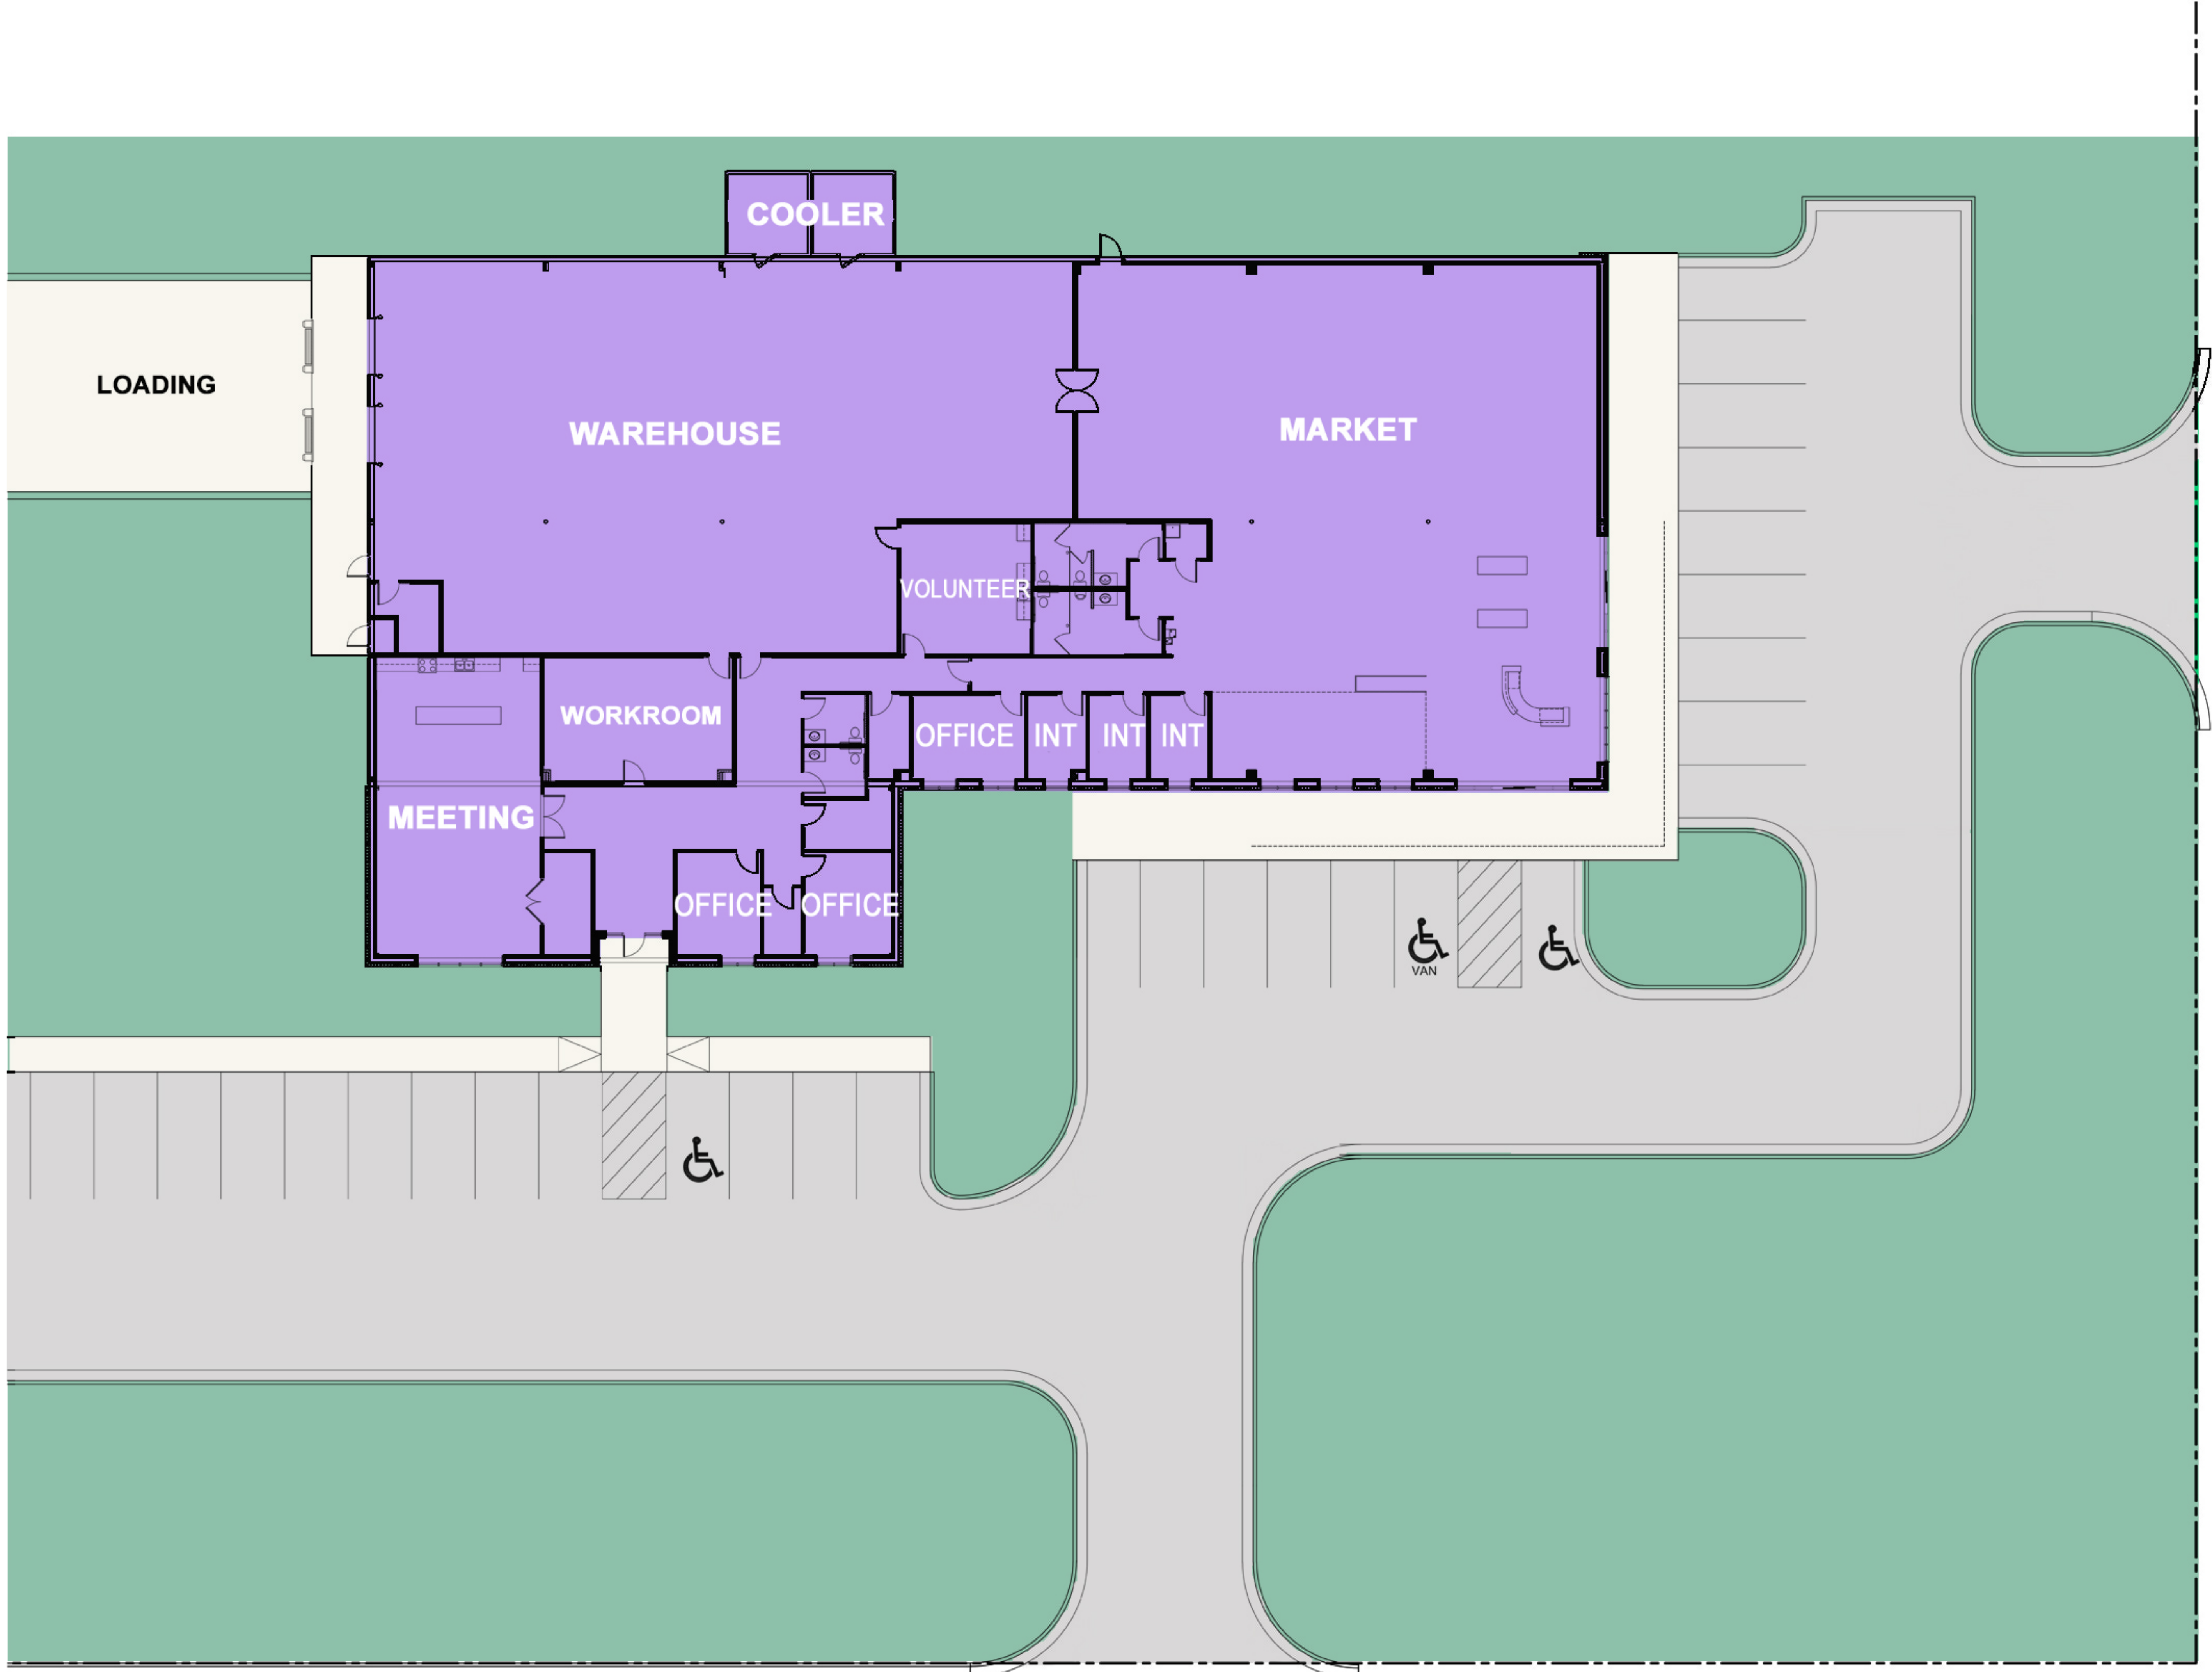 COOLER
LOADING
WAREHOUSE
MARKET
VOLUNTEER
WORKROOM
OFFICE
INT
INT
INT
MEETING
OFFICE
OFFICE
VAN